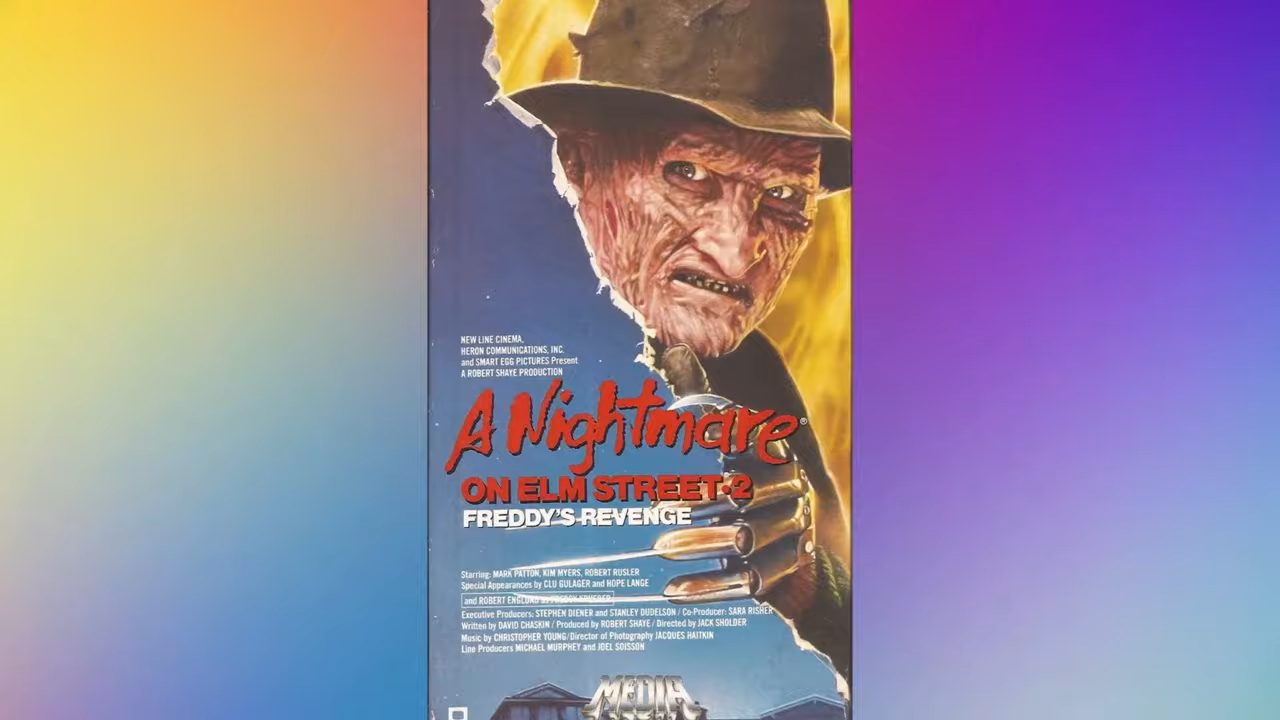 NEW LINE CINEMA,
HERON COMMUNICATIONS, INC.
and SMART EGG PICTURES Present
A ROBERT SHAYE PRODUCTION
A Nightmare®
ON ELM STREET·2
FREDDY'S REVENGE
Starring: MARK PATTON, KIM MYERS, ROBERT RUSLER
Special Appearances by CLU GULAGER and HOPE LANGE
and ROBERT ENGLUND as FREDDY KRUEGER
Executive Producers: STEPHEN DIENER and STANLEY DUDELSON / Co-Producer: SARA RISHER
Written by DAVID CHASKIN / Produced by ROBERT SHAYE / Directed by JACK SHOLDER
Music by CHRISTOPHER YOUNG/Director of Photography JACQUES HAITKIN
Line Producers MICHAEL MURPHEY and JOEL SOISSON
MEDIA